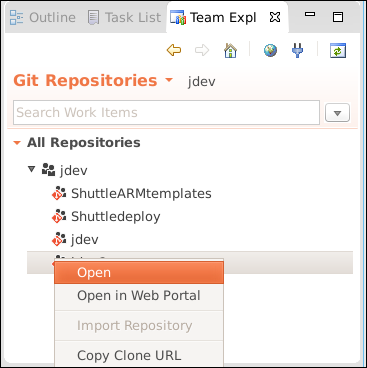 Outline Task List Team Expl
Git Repositories jdev
Search Work Items
All Repositories
jdev
ShuttleARMtemplates
Shuttledeploy
jdev
Open
Open in Web Portal
Import Repository
Copy Clone URL